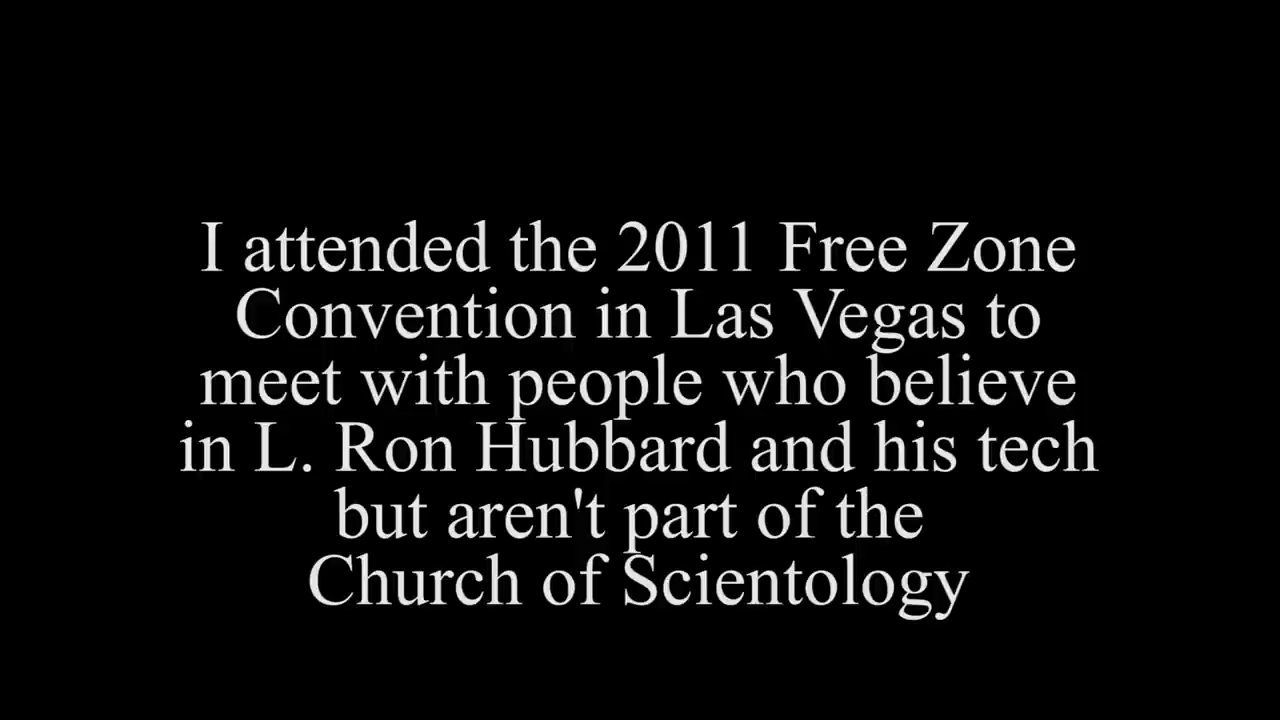 I attended the 2011 Free Zone
Convention in Las Vegas to
meet with people who believe
in L. Ron Hubbard and his tech
but aren't part of the
Church of Scientology